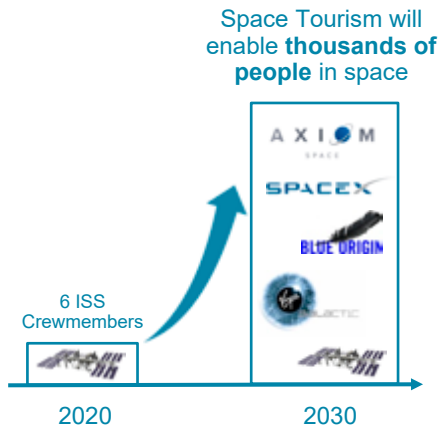 Space Tourism will
enable thousands of
people in space
AXIOM
SPACE
SPACEX
BLUE ORIGIN
GALACTIC
6 ISS
Crewmembers
2020
2030